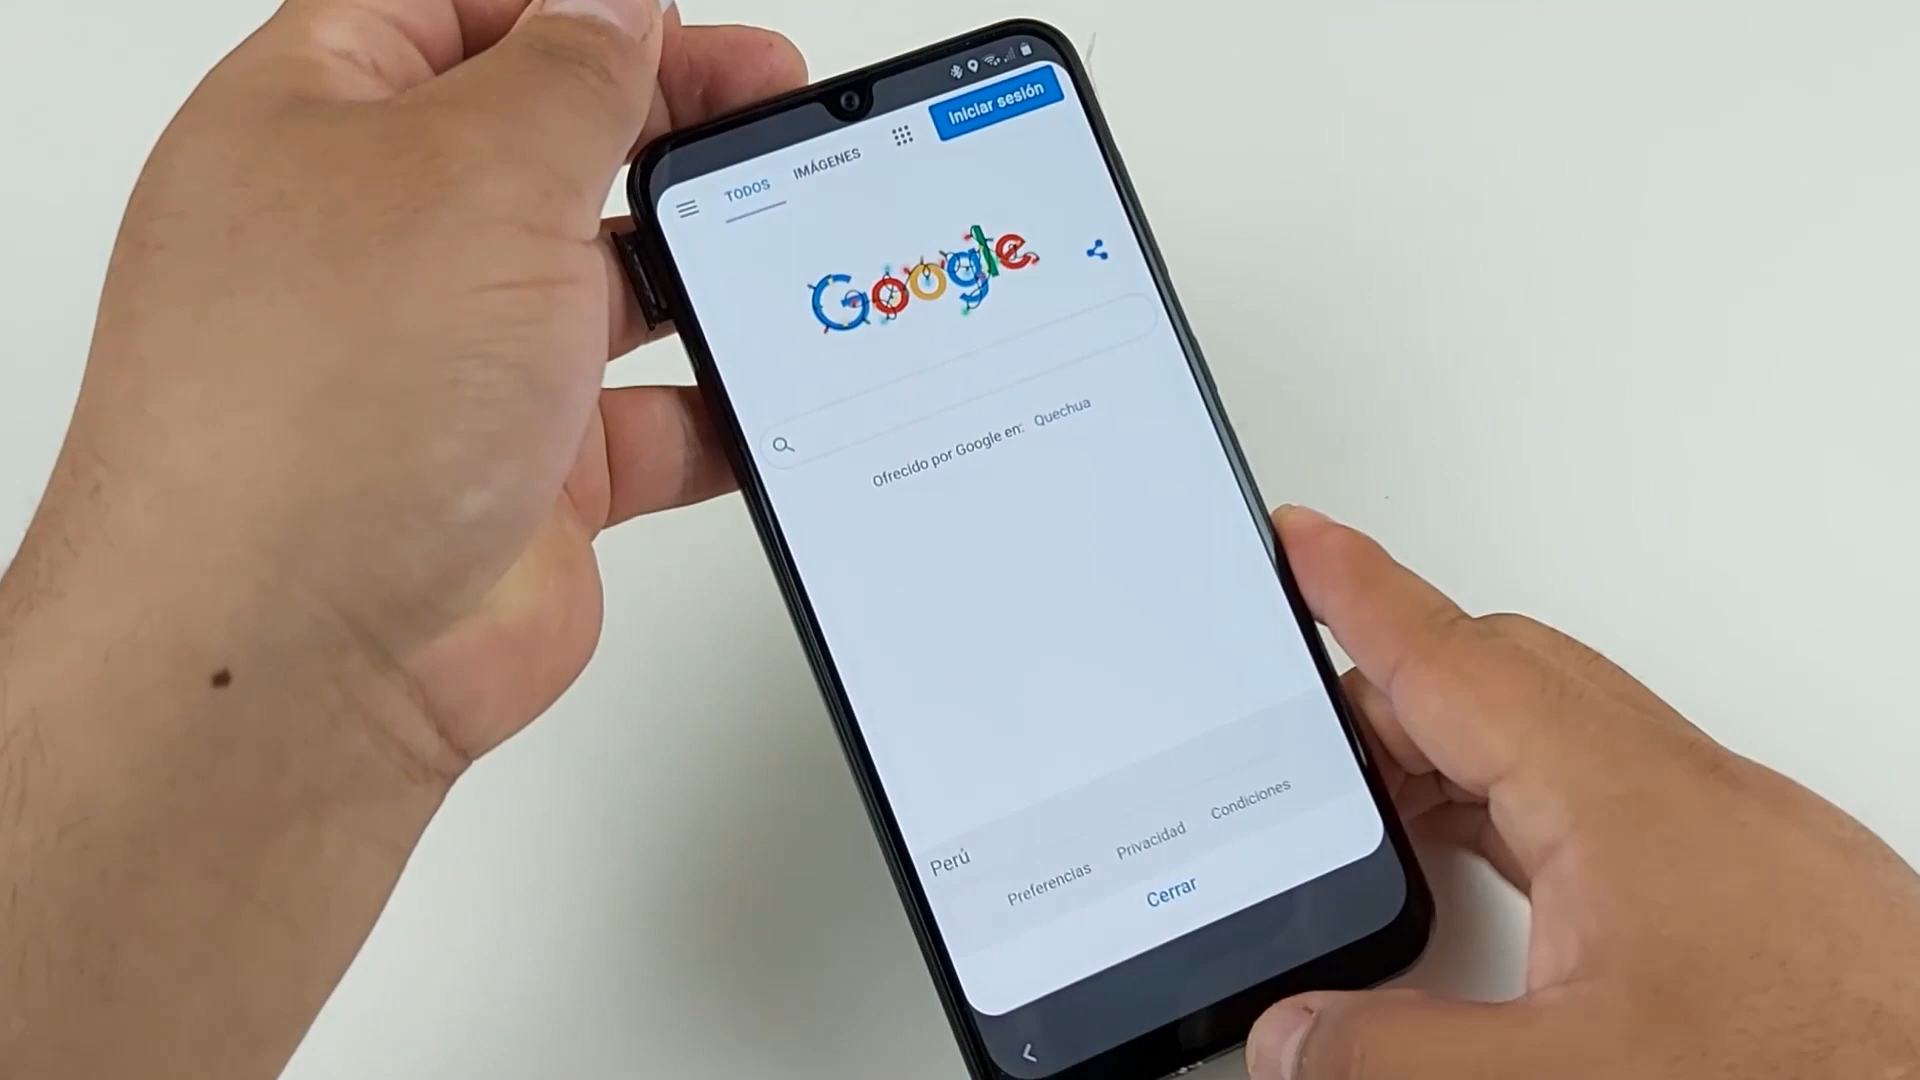 Iniciar sesión
TODOS IMÁGENES
Google
Ofrecido por Google en: Quechua
Perú
Preferencias Privacidad Condiciones
Cerrar